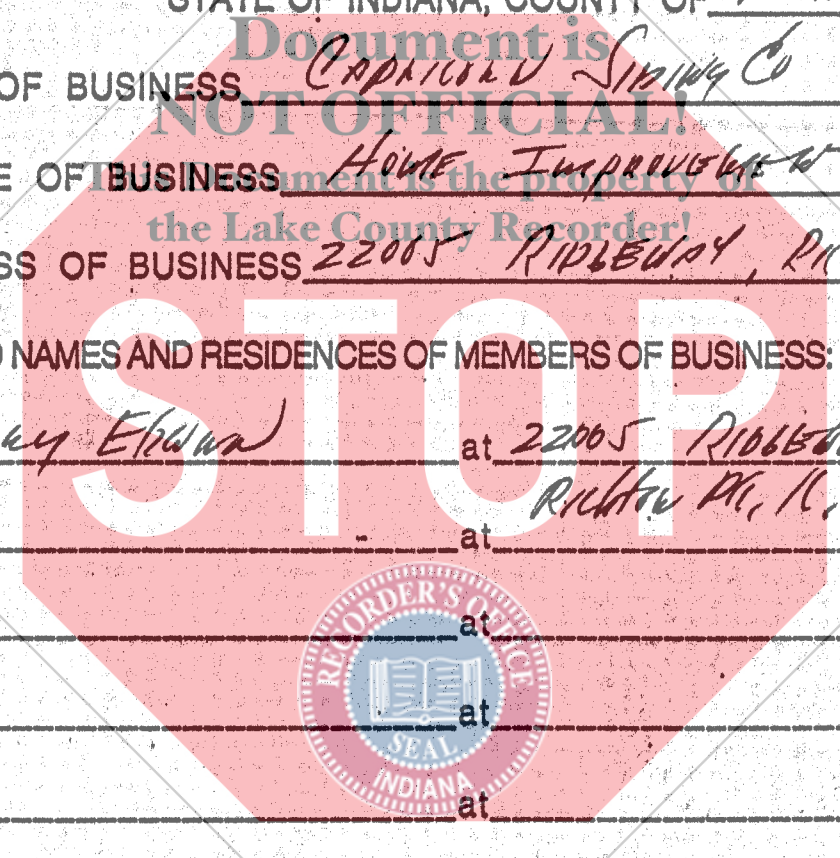 STATE OF INDIANA, COUNTY OF
Document is
OF BUSINESS CAPRICORN SIDING Co
NOT OFFICIAL!
E OF BUSINESS HOME IMPROVEMENT
This Document is the property of
the Lake County Recorder!
SS OF BUSINESS 22005 RIDGEWAY,
NAMES AND RESIDENCES OF MEMBERS OF BUSINESS:
STOP
at 22005 RIDGEW
Richton Pk, Il.
at
at
at
at
RECORDER'S OFFICE
SEAL
INDIANA